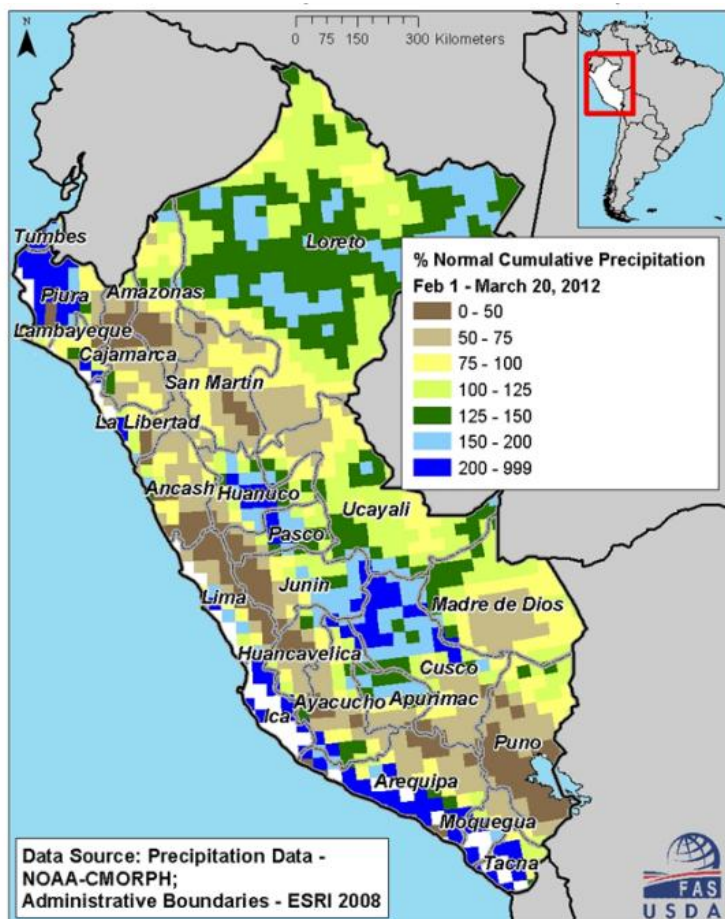 N
0 75 150 300 Kilometers
Tumbes
Piura
Amazonas
Loreto
Lambayeque
Cajamarca
San Martin
La Libertad
Ancash
Huanuco
Ucayali
Pasco
Junin
Lima
Madre de Dios
Huancavelica
Cusco
Ayacucho
Apurimac
Ica
Puno
Arequipa
Moquegua
Tacna
% Normal Cumulative Precipitation
Feb 1 - March 20, 2012
0 - 50
50 - 75
75 - 100
100 - 125
125 - 150
150 - 200
200 - 999
Data Source: Precipitation Data -
NOAA-CMORPH;
Administrative Boundaries - ESRI 2008
FAS
USDA